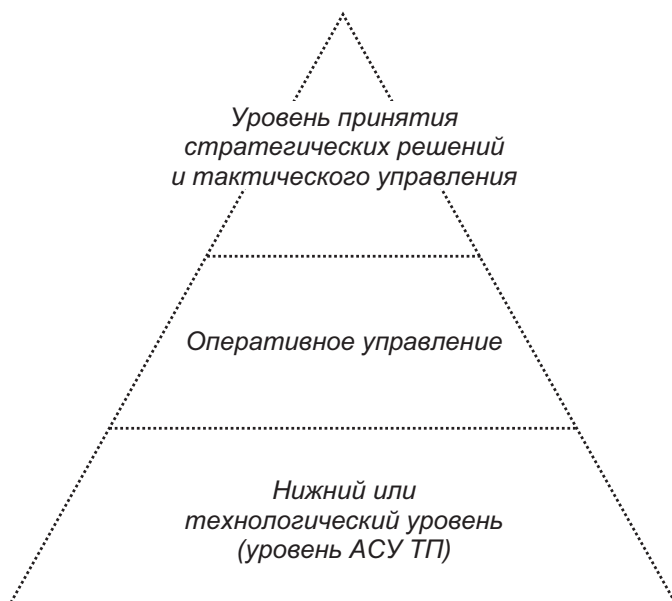 Уровень принятия
стратегических решений
и тактического управления
Оперативное управление
Нижний или
технологический уровень
(уровень АСУ ТП)